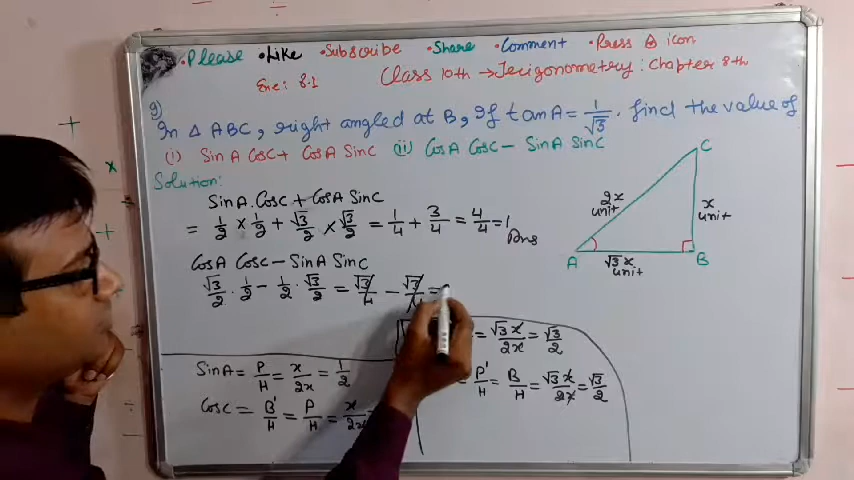 •Please •Like •Subscribe •Share •Comment •Press icon
Exe: 8.1 Class 10th → Terigonometry: Chapter 8th
9)
In Δ ABC, right angled at B, If tan A = 1/√3. find the value of
(i) Sin A Cos C + Cos A Sin C (ii) Cos A Cos C - Sin A Sin C
Solution:
Sin A. Cos C + Cos A Sin C
= 1/2 × 1/2 + √3/2 × √3/2 = 1/4 + 3/4 = 4/4 = 1 Ans
Cos A Cos C - Sin A Sin C
√3/2 . 1/2 - 1/2 . √3/2 = √3/4 - √3/4 =
Sin A = P/H = x/2x = 1/2
Cos C = B'/H = P/H = x/2x
= √3x/2x = √3/2
= P'/H = B/H = √3x/2x = √3/2
C
2x
unit
x
unit
A
√3x
unit
B